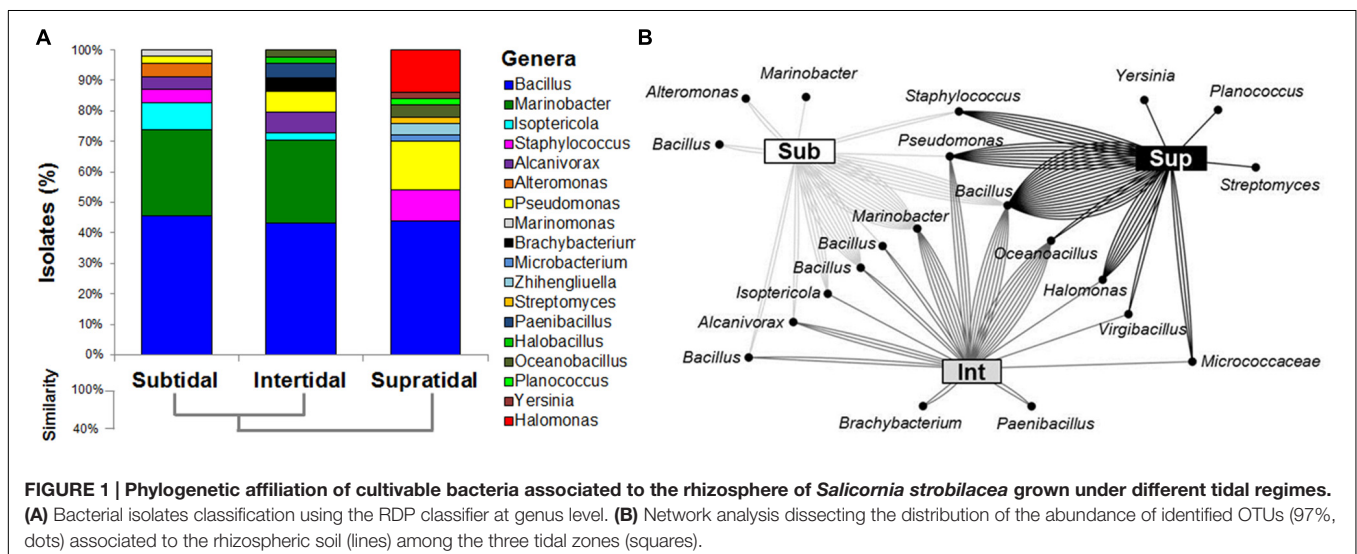 A
100%
90%
80%
70%
60%
50%
40%
30%
20%
10%
0%
Isolates (%)
Subtidal Intertidal Supratidal
Similarity
100%
40%
Genera
Bacillus
Marinobacter
Isoptericola
Staphylococcus
Alcanivorax
Alteromonas
Pseudomonas
Marinomonas
Brachybacterium
Microbacterium
Zhihengliuella
Streptomyces
Paenibacillus
Halobacillus
Oceanobacillus
Planococcus
Yersinia
Halomonas
B
Marinobacter
Alteromonas
Bacillus
Sub
Staphylococcus
Pseudomonas
Yersinia
Planococcus
Sup
Streptomyces
Bacillus
Marinobacter
Bacillus
Oceanoacillus
Bacillus
Isoptericola
Halomonas
Alcanivorax
Virgibacillus
Bacillus
Micrococcaceae
Int
Brachybacterium
Paenibacillus
FIGURE 1 | Phylogenetic affiliation of cultivable bacteria associated to the rhizosphere of Salicornia strobilacea grown under different tidal regimes.
(A) Bacterial isolates classification using the RDP classifier at genus level. (B) Network analysis dissecting the distribution of the abundance of identified OTUs (97%,
dots) associated to the rhizospheric soil (lines) among the three tidal zones (squares).